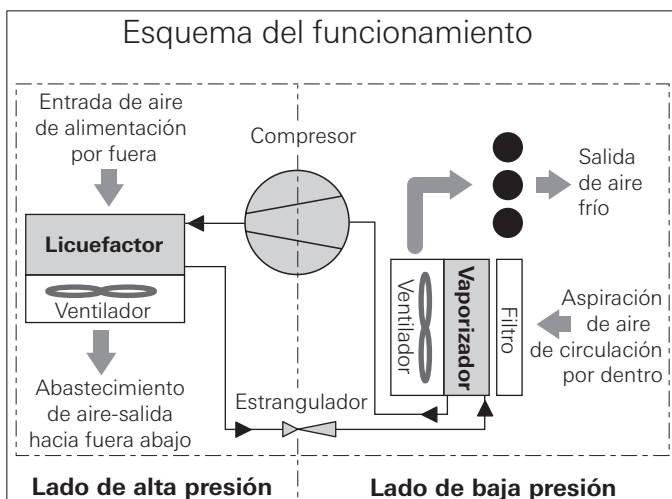 Esquema del funcionamiento
Entrada de aire
de alimentación
por fuera
Compresor
Salida
de aire
frío
Licuefactor
Ventilador
Ventilador
Vaporizador
Filtro
Aspiración
de aire
de circulación
por dentro
Abastecimiento
de aire-salida
hacia fuera abajo
Estrangulador
Lado de alta presión
Lado de baja presión